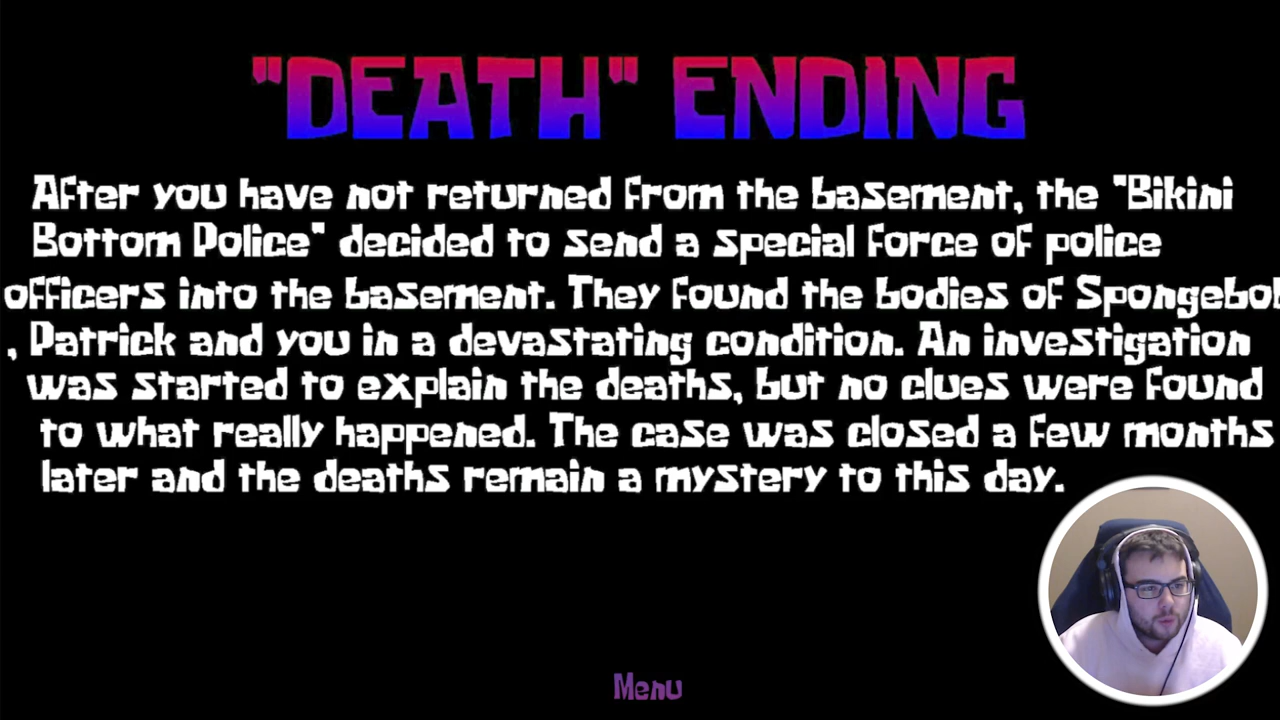 "DEATH" ENDING
After you have not returned from the basement, the "Bikini
Bottom Police" decided to send a special force of police
officers into the basement. They found the bodies of Spongebob
, Patrick and you in a devastating condition. An investigation
was started to explain the deaths, but no clues were found
to what really happened. The case was closed a few months
later and the deaths remain a mystery to this day.
Menu